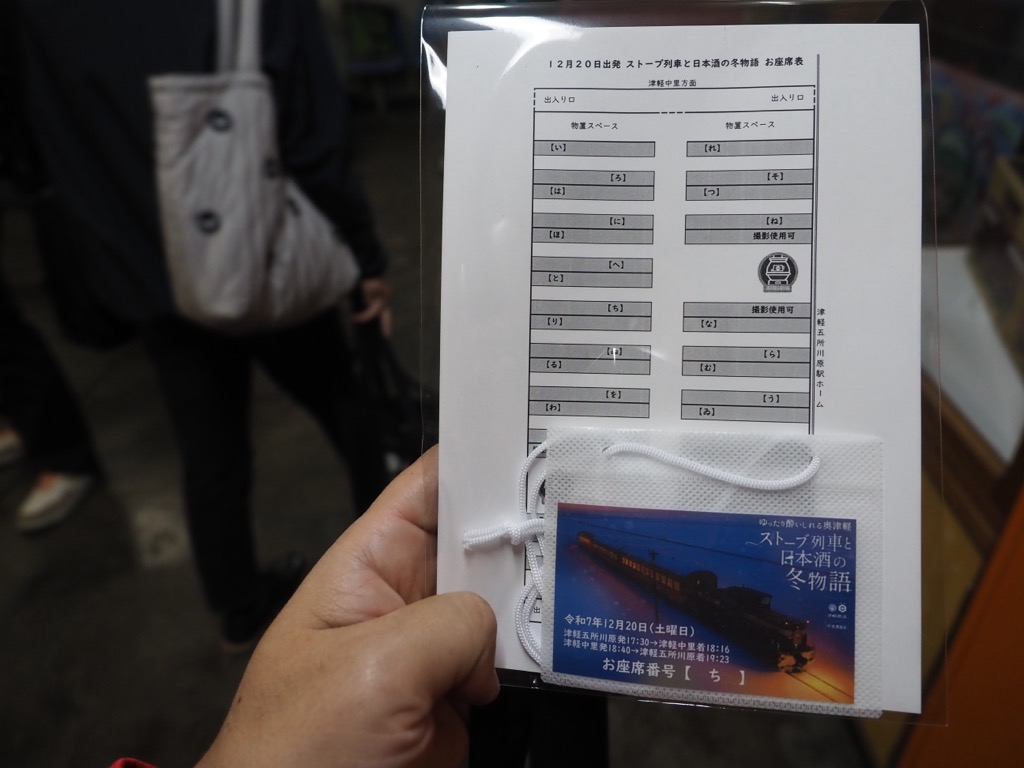 12月20日出発 ストーブ列車と日本酒の冬物語 お座席表
津軽中里方面
出入り口 出入り口
物置スペース 物置スペース
【い】 【れ】
【ろ】 【そ】
【は】 【つ】
【に】 【ね】
【ほ】 撮影使用可
【へ】
【と】
【ち】 撮影使用可
【り】 【な】
【ぬ】 【ら】
【る】 【む】
【を】 【う】
【わ】 【ゐ】
津軽五所川原駅ホーム
出
ゆったり酔いしれる奥津軽
~ストーブ列車と
日本酒の
冬物語
令和7年12月20日(土曜日)
津軽五所川原発17:30→津軽中里着18:16
津軽中里発18:40→津軽五所川原着19:23
お座席番号【 ち 】